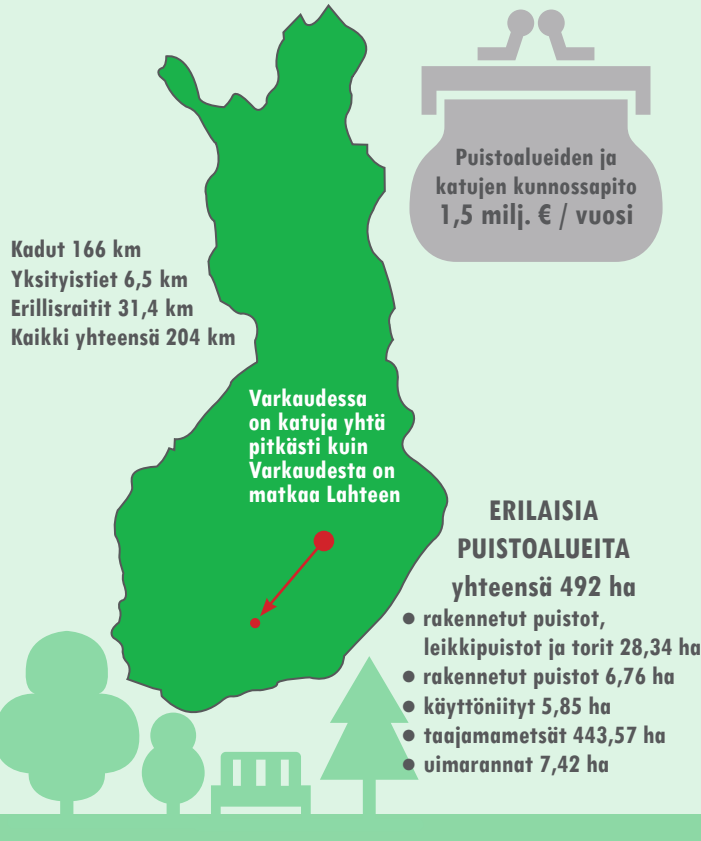 Puistoalueiden ja
katujen kunnossapito
1,5 milj. € / vuosi
Kadut 166 km
Yksityistiet 6,5 km
Erillisraitit 31,4 km
Kaikki yhteensä 204 km
Varkaudessa
on katuja yhtä
pitkästi kuin
Varkaudesta on
matkaa Lahteen
ERILAISIA
PUISTOALUEITA
yhteensä 492 ha
● rakennetut puistot,
leikkipuistot ja torit 28,34 ha
● rakennetut puistot 6,76 ha
● käyttöniityt 5,85 ha
● taajamametsät 443,57 ha
● uimarannat 7,42 ha